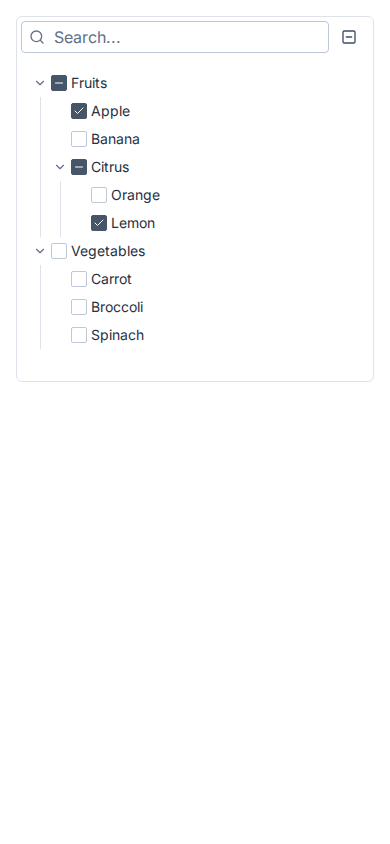 Search...
Fruits
Apple
Banana
Citrus
Orange
Lemon
Vegetables
Carrot
Broccoli
Spinach